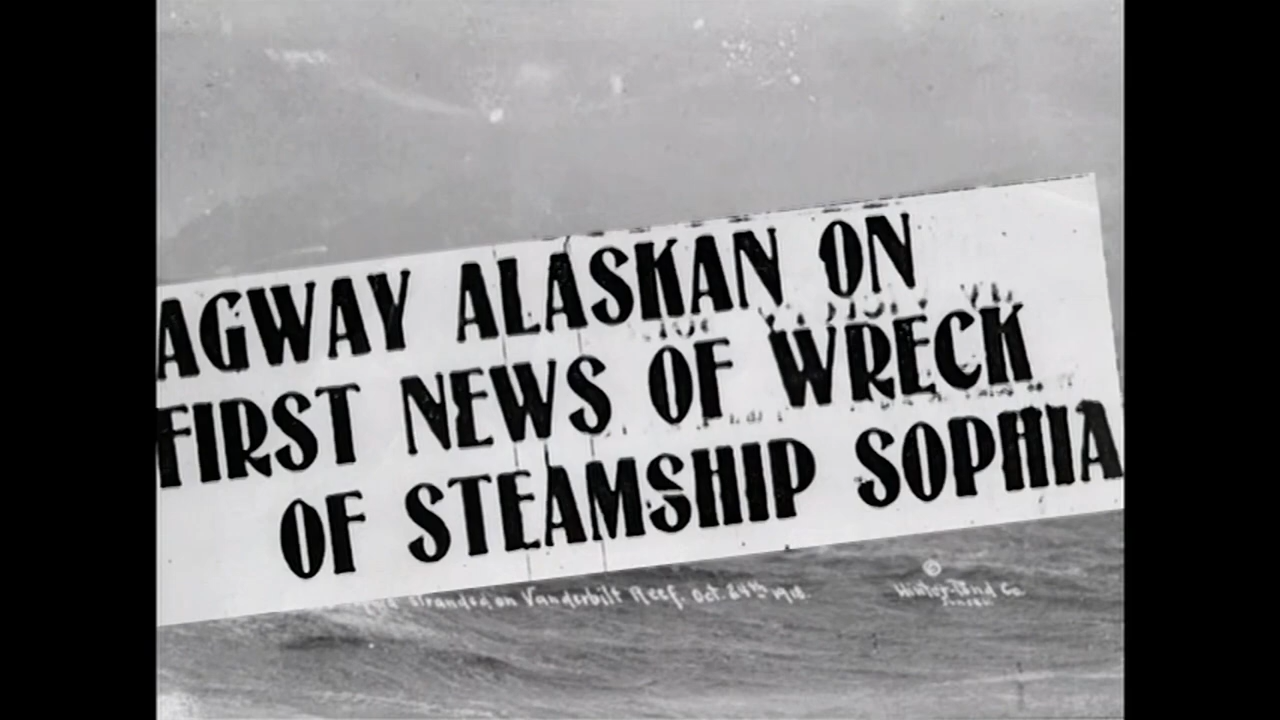 AGWAY ALASKAN ON
FIRST NEWS OF WRECK
OF STEAMSHIP SOPHIA
Stranded on Vanderbilt Reef. Oct. 24th 1918.
©
Winter & Pond Co.
Juneau